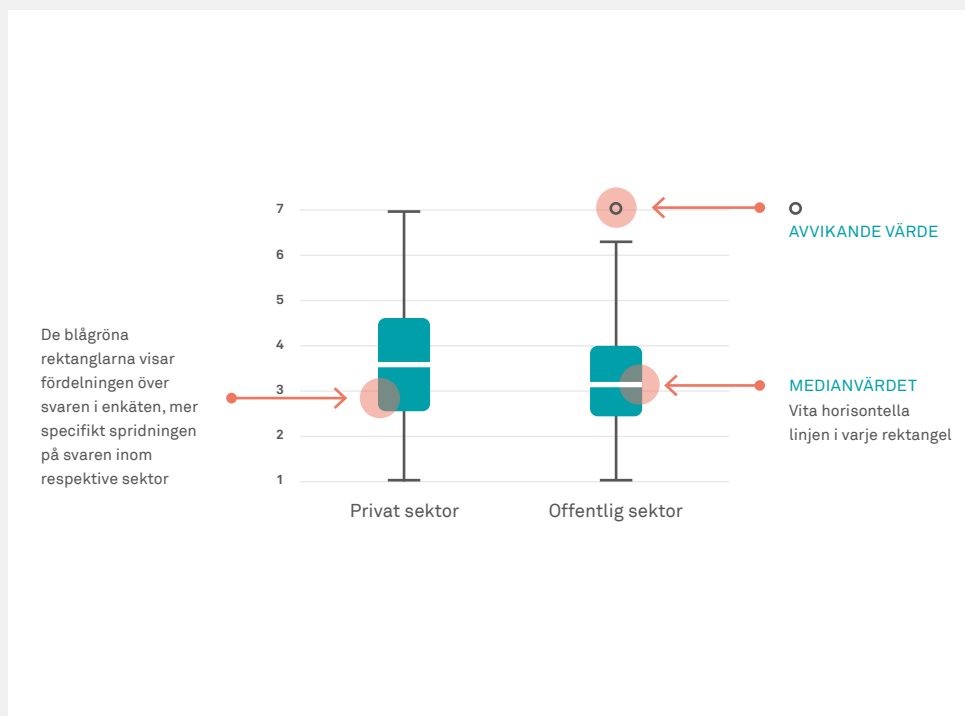 De blågröna
rektanglarna visar
fördelningen över
svaren i enkäten, mer
specifikt spridningen
på svaren inom
respektive sektor
7
6
5
4
3
2
1
Privat sektor
Offentlig sektor
AVVIKANDE VÄRDE
MEDIANVÄRDET
Vita horisontella
linjen i varje rektangel